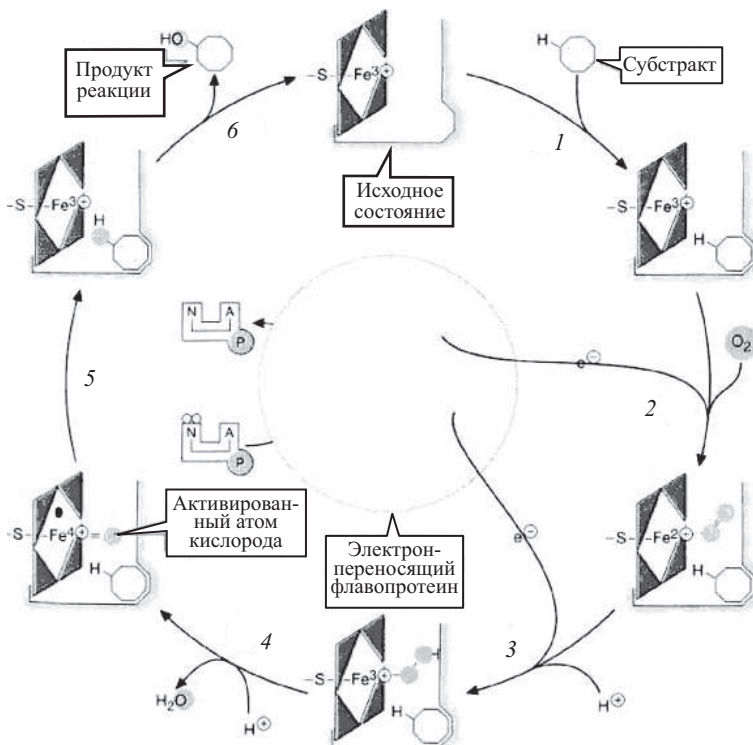 HO
Продукт
реакции
6
-S-Fe³⊕
H
Субстрат
1
Исходное
состояние
-S-Fe³⊕
H
-S-Fe³⊕
H
N A
P
e⊖
O₂
2
5
N A
P
Активирован-
ный атом
кислорода
-S-Fe⁴⊕=
H
Электрон-
переносящий
флавопротеин
e⊖
-S-Fe²⊕
H
4
3
H₂O
H⊕
-S-Fe³⊕
H
H⊕